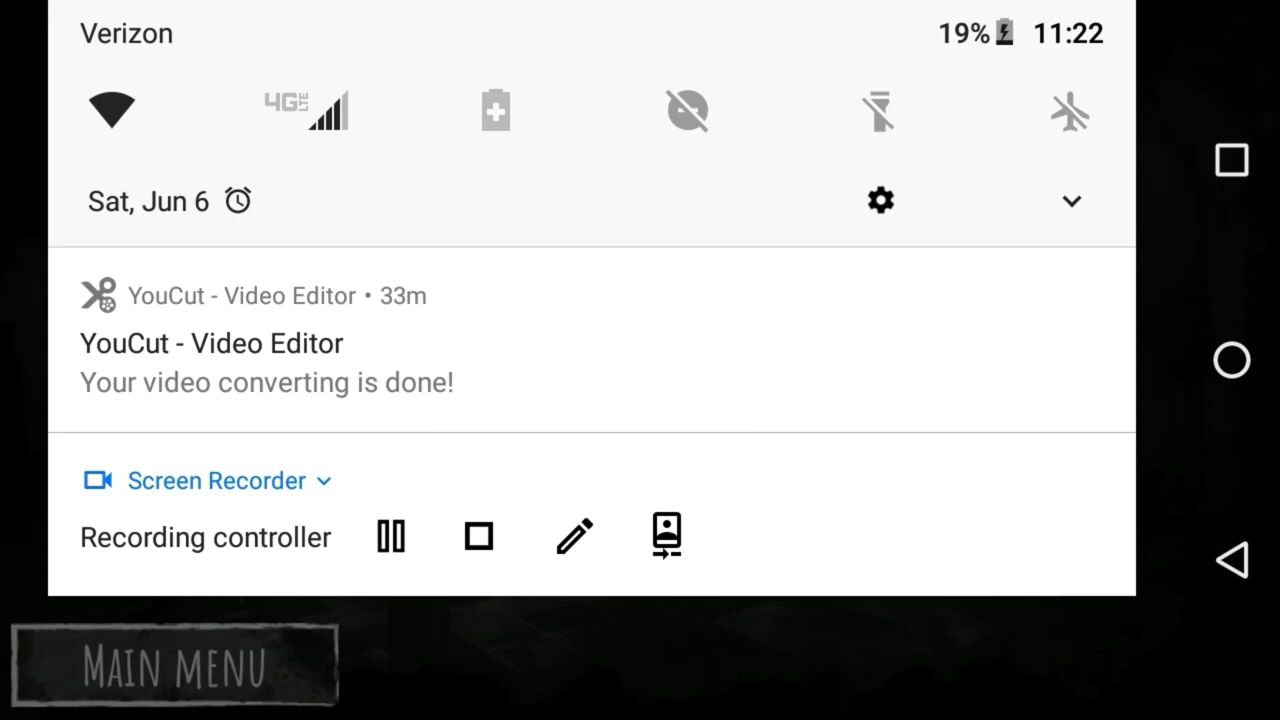 Verizon 19% 11:22
4G LTE
Sat, Jun 6
YouCut - Video Editor • 33m
YouCut - Video Editor
Your video converting is done!
Screen Recorder
Recording controller
MAIN MENU